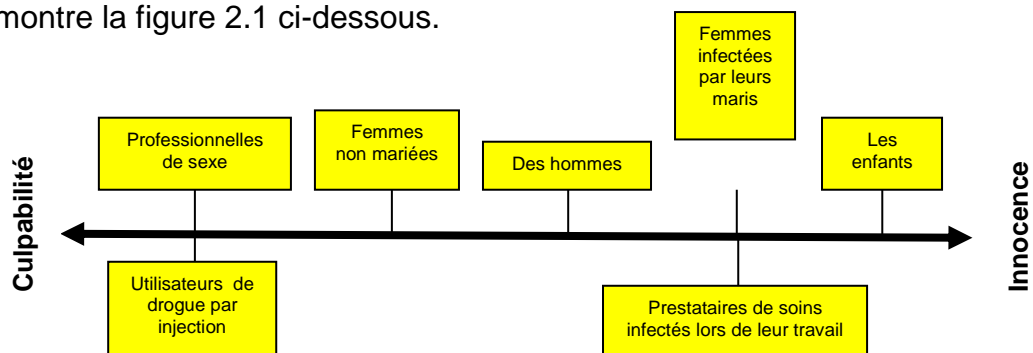 montre la figure 2.1 ci-dessous.
Femmes
infectées
par leurs
maris
Professionnelles
de sexe
Femmes
non mariées
Des hommes
Les
enfants
Culpabilité
Innocence
Utilisateurs de
drogue par
injection
Prestataires de soins
infectés lors de leur travail